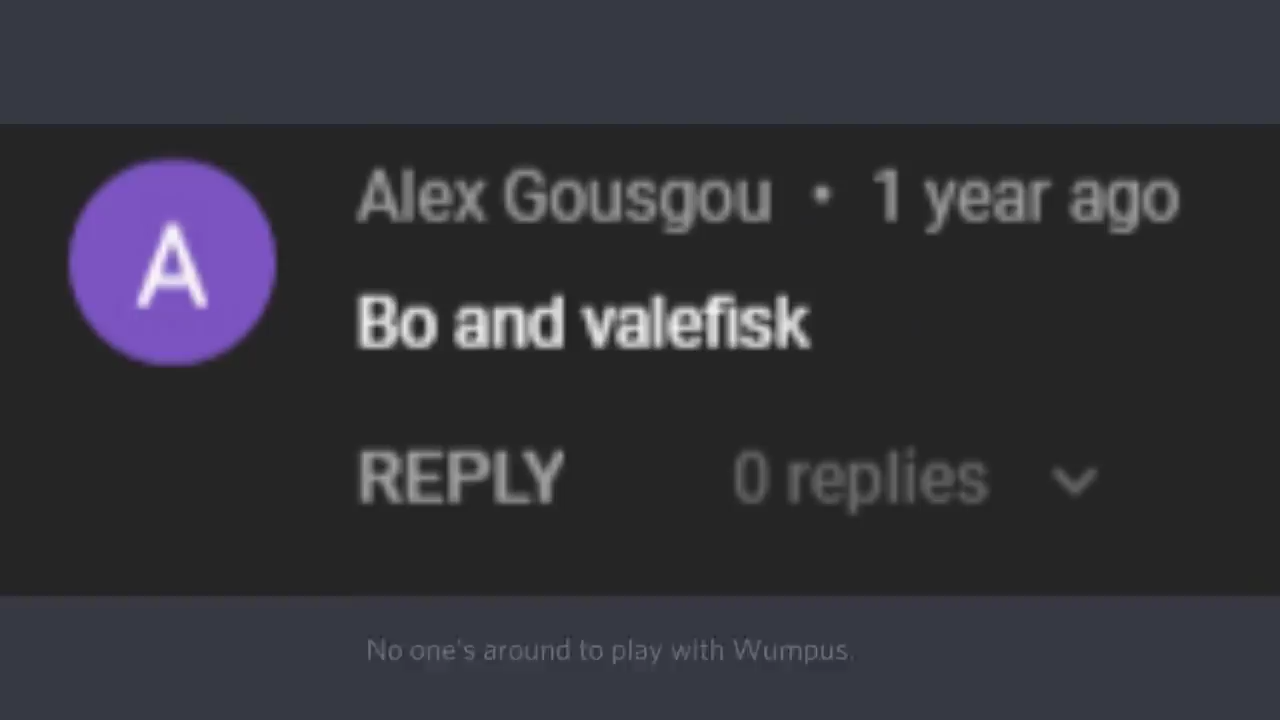 A
Alex Gousgou • 1 year ago
Bo and valefisk
REPLY 0 replies
No one's around to play with Wumpus.